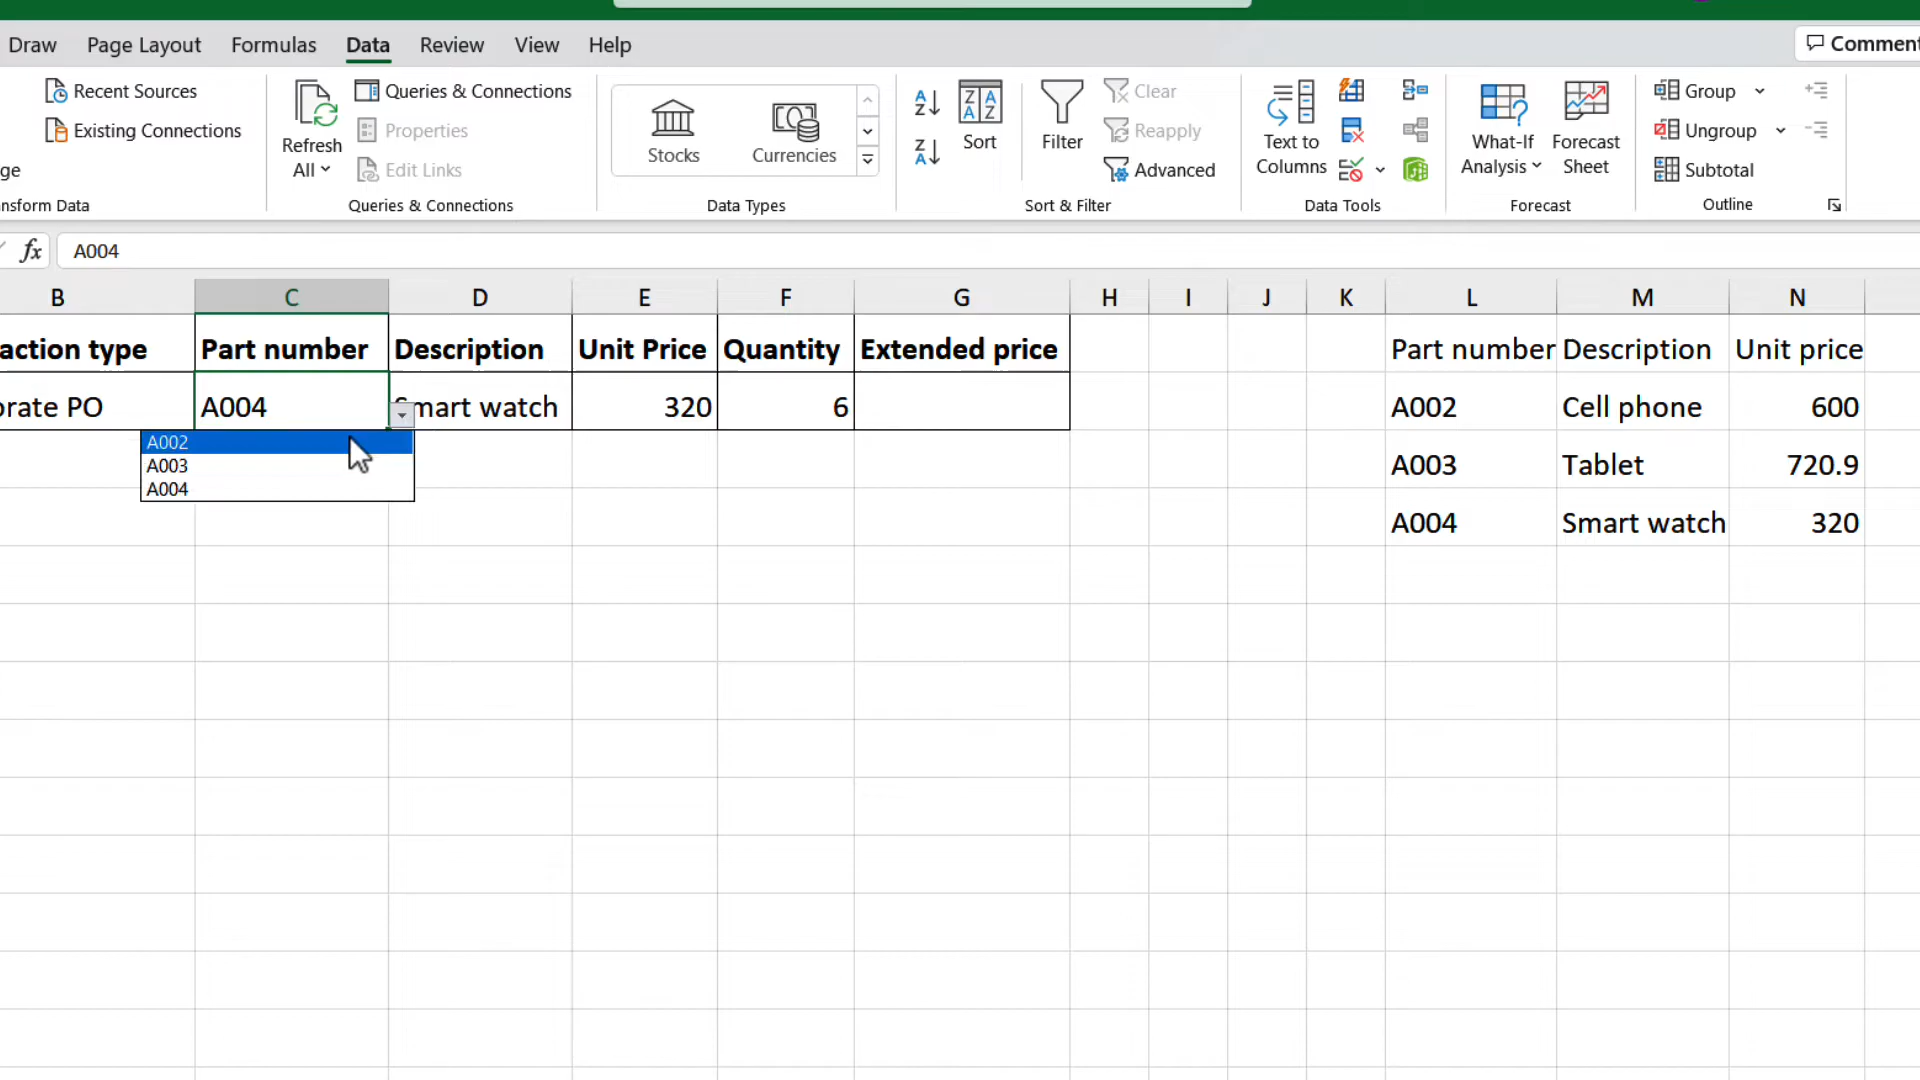 Draw Page Layout Formulas Data Review View Help Comment
Recent Sources Queries & Connections Clear Group
Existing Connections Properties Reapply Ungroup
Refresh All Stocks Currencies Sort Filter Text to Columns What-If Analysis Forecast Sheet
ge Edit Links Advanced Subtotal
nsform Data Queries & Connections Data Types Sort & Filter Data Tools Forecast Outline
fx A004
B C D E F G H I J K L M N
action type Part number Description Unit Price Quantity Extended price Part number Description Unit price
orate PO A004 Smart watch 320 6 A002 Cell phone 600
A002
A003 A003 Tablet 720.9
A004
A004 Smart watch 320